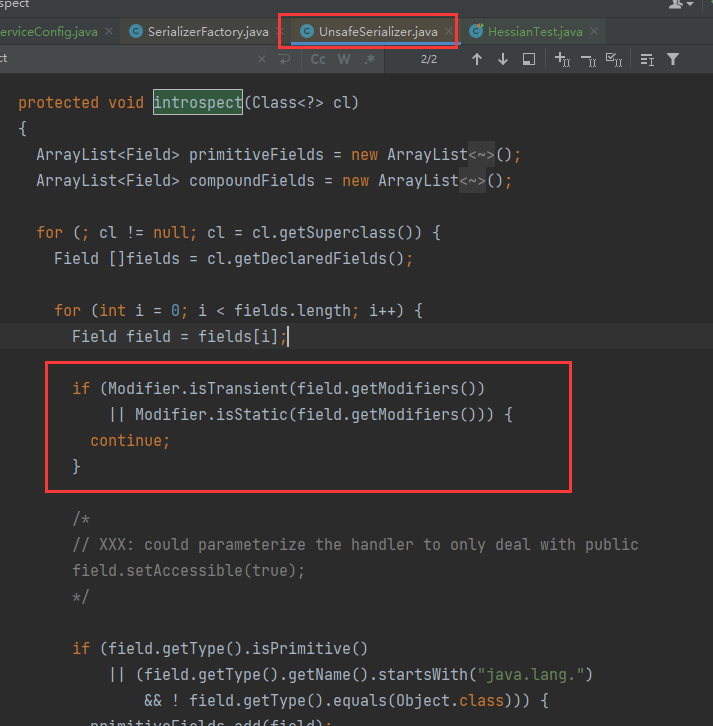 spect
erviceConfig.java × SerializerFactory.java × UnsafeSerializer.java × HessianTest.java ×
ct × Cc W .* 2/2
protected void introspect(Class<?> cl)
{
ArrayList<Field> primitiveFields = new ArrayList<~>();
ArrayList<Field> compoundFields = new ArrayList<~>();
for (; cl != null; cl = cl.getSuperclass()) {
Field []fields = cl.getDeclaredFields();
for (int i = 0; i < fields.length; i++) {
Field field = fields[i];
if (Modifier.isTransient(field.getModifiers())
|| Modifier.isStatic(field.getModifiers())) {
continue;
}
/*
// XXX: could parameterize the handler to only deal with public
field.setAccessible(true);
*/
if (field.getType().isPrimitive()
|| (field.getType().getName().startsWith("java.lang.")
&& ! field.getType().equals(Object.class))) {
primitiveFields.add(field);